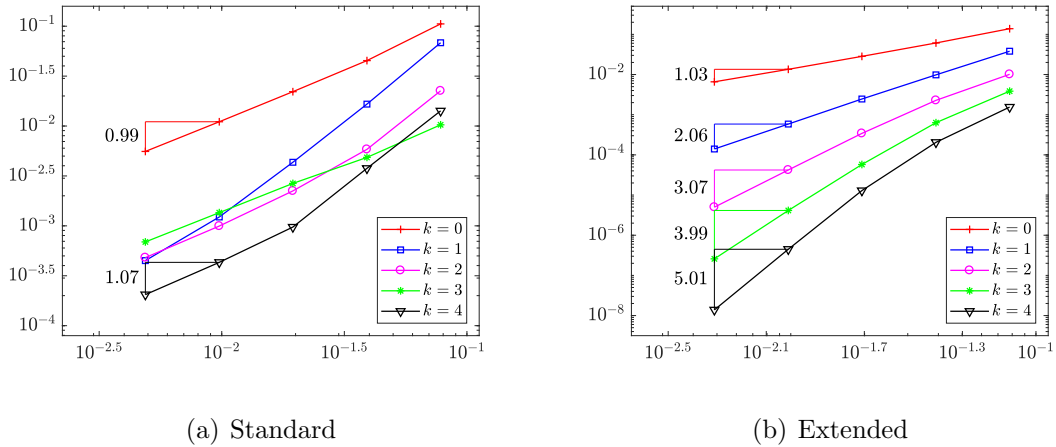 10^{-1}
10^{-1.5}
10^{-2}
10^{-2.5}
10^{-3}
10^{-3.5}
10^{-4}
0.99
1.07
k = 0
k = 1
k = 2
k = 3
k = 4
10^{-2.5} 10^{-2} 10^{-1.5} 10^{-1}
(a) Standard
10^{-2}
10^{-4}
10^{-6}
10^{-8}
1.03
2.06
3.07
3.99
5.01
k = 0
k = 1
k = 2
k = 3
k = 4
10^{-2.5} 10^{-2.1} 10^{-1.7} 10^{-1.3} 10^{-1}
(b) Extended